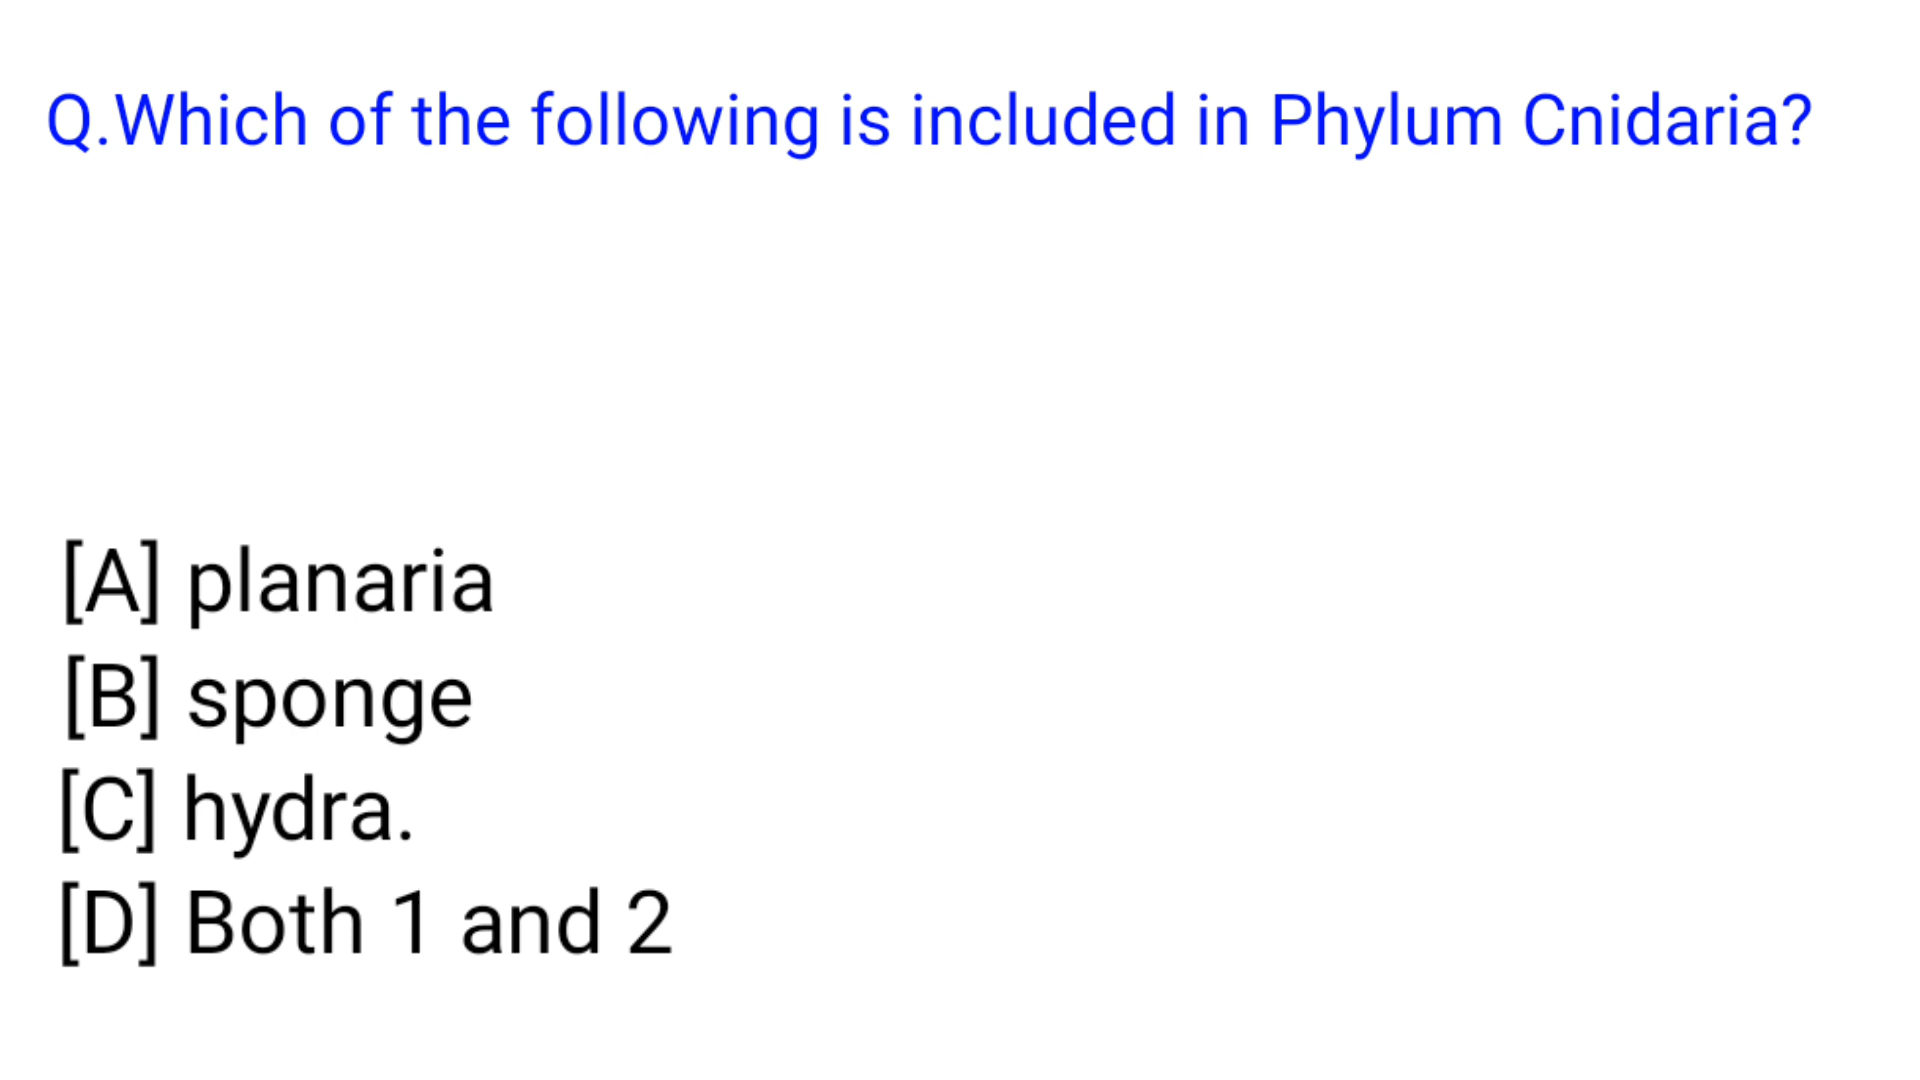 Q.Which of the following is included in Phylum Cnidaria?
[A] planaria
[B] sponge
[C] hydra.
[D] Both 1 and 2